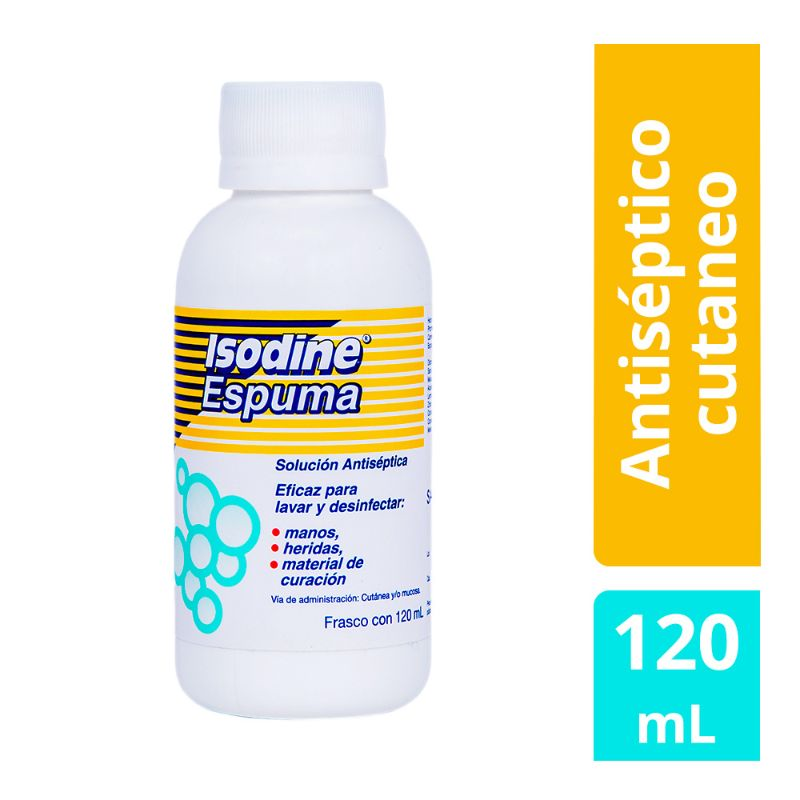 Isodine®
Espuma
Solución Antiséptica
Eficaz para
lavar y desinfectar:
• manos,
• heridas,
• material de
curación
Vía de administración: Cutánea y/o mucosa.
Frasco con 120 mL
Antiséptico
cutaneo
120
mL